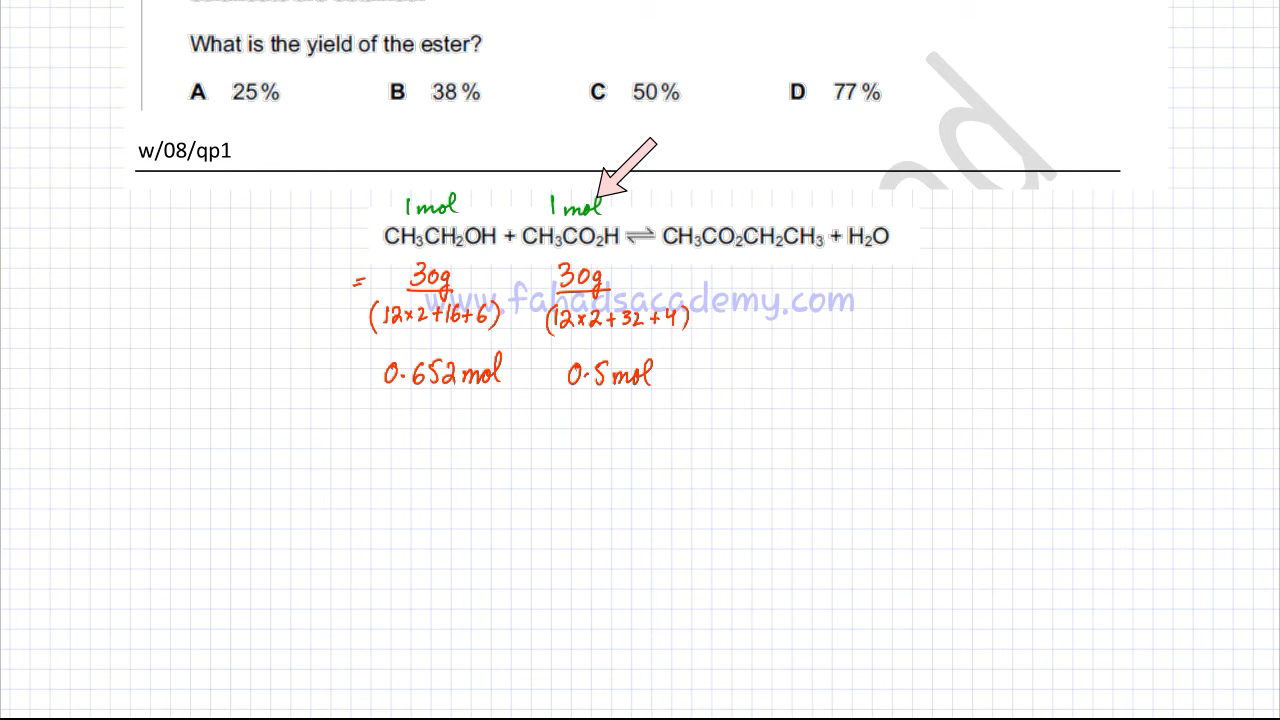 What is the yield of the ester?
A 25% B 38% C 50% D 77%
w/08/qp1
1 mol 1 mol
CH₃CH₂OH + CH₃CO₂H ⇌ CH₃CO₂CH₂CH₃ + H₂O
= 30g 30g
www.fahadsacademy.com
(12×2+16+6) (12×2+32+4)
0.652 mol 0.5 mol